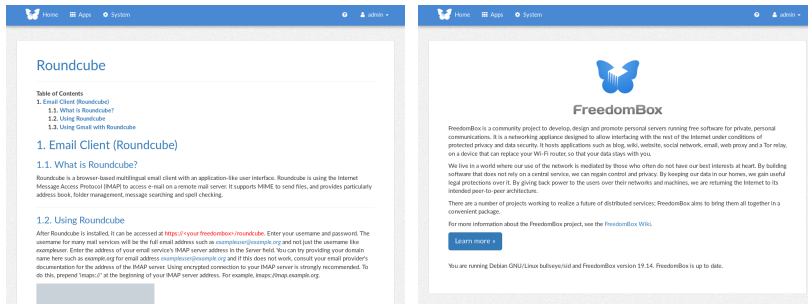 Home Apps System admin
Roundcube
Table of Contents
1. Email Client (Roundcube)
1.1. What is Roundcube?
1.2. Using Roundcube
1.3. Using Gmail with Roundcube
1. Email Client (Roundcube)
1.1. What is Roundcube?
Roundcube is a browser-based multilingual email client with an application-like user interface. Roundcube is using the Internet
Message Access Protocol (IMAP) to access e-mail on a remote mail server. It supports MIME to send files, and provides particularly
address book, folder management, message searching and spell checking.
1.2. Using Roundcube
After Roundcube is installed, it can be accessed at https://<your freedombox>/roundcube. Enter your username and password. The
username for many mail services will be the full email address such as exampleuser@example.org and not just the username like
exampleuser. Enter the address of your email service's IMAP server address in the Server field. You can try providing your domain
name here such as example.org for email address exampleuser@example.org and if this does not work, consult your email provider's
documentation for the address of the IMAP server. Using encrypted connection to your IMAP server is strongly recommended. To
do this, prepend 'imaps://' at the beginning of your IMAP server address. For example, imaps://imap.example.org.
Home Apps System admin
FreedomBox
FreedomBox is a community project to develop, design and promote personal servers running free software for private, personal
communications. It is a networking appliance designed to allow interfacing with the rest of the Internet under conditions of
protected privacy and data security. It hosts applications such as blog, wiki, website, social network, email, web proxy and a Tor relay,
on a device that can replace your Wi-Fi router, so that your data stays with you.
We live in a world where our use of the network is mediated by those who often do not have our best interests at heart. By building
software that does not rely on a central service, we can regain control and privacy. By keeping our data in our homes, we gain useful
legal protections over it. By giving back power to the users over their networks and machines, we are returning the Internet to its
intended peer-to-peer architecture.
There are a number of projects working to realize a future of distributed services; FreedomBox aims to bring them all together in a
convenient package.
For more information about the FreedomBox project, see the FreedomBox Wiki.
Learn more »
You are running Debian GNU/Linux bullseye/sid and FreedomBox version 19.14. FreedomBox is up to date.